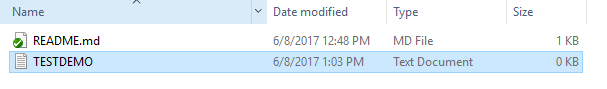 Name Date modified Type Size
README.md 6/8/2017 12:48 PM MD File 1 KB
TESTDEMO 6/8/2017 1:03 PM Text Document 0 KB